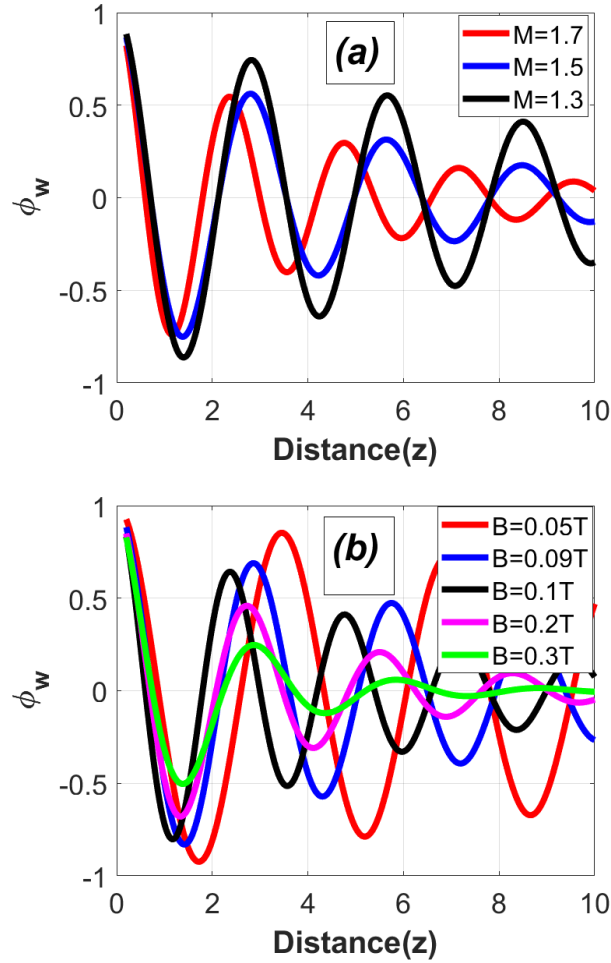 1
0.5
0
-0.5
-1
ϕw
(a)
M=1.7
M=1.5
M=1.3
0 2 4 6 8 10
Distance(z)
1
0.5
0
-0.5
-1
ϕw
(b)
B=0.05T
B=0.09T
B=0.1T
B=0.2T
B=0.3T
0 2 4 6 8 10
Distance(z)